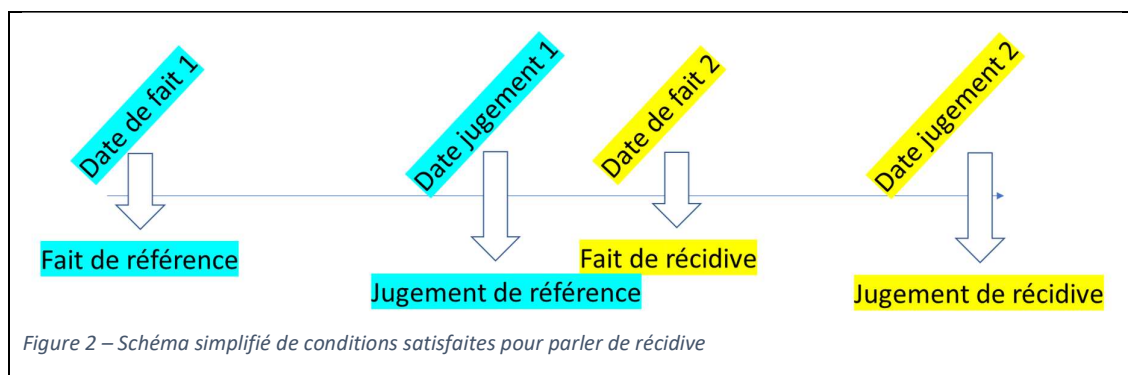 Date de fait 1
Date jugement 1
Date de fait 2
Date jugement 2
Fait de référence
Jugement de référence
Fait de récidive
Jugement de récidive
Figure 2 – Schéma simplifié de conditions satisfaites pour parler de récidive